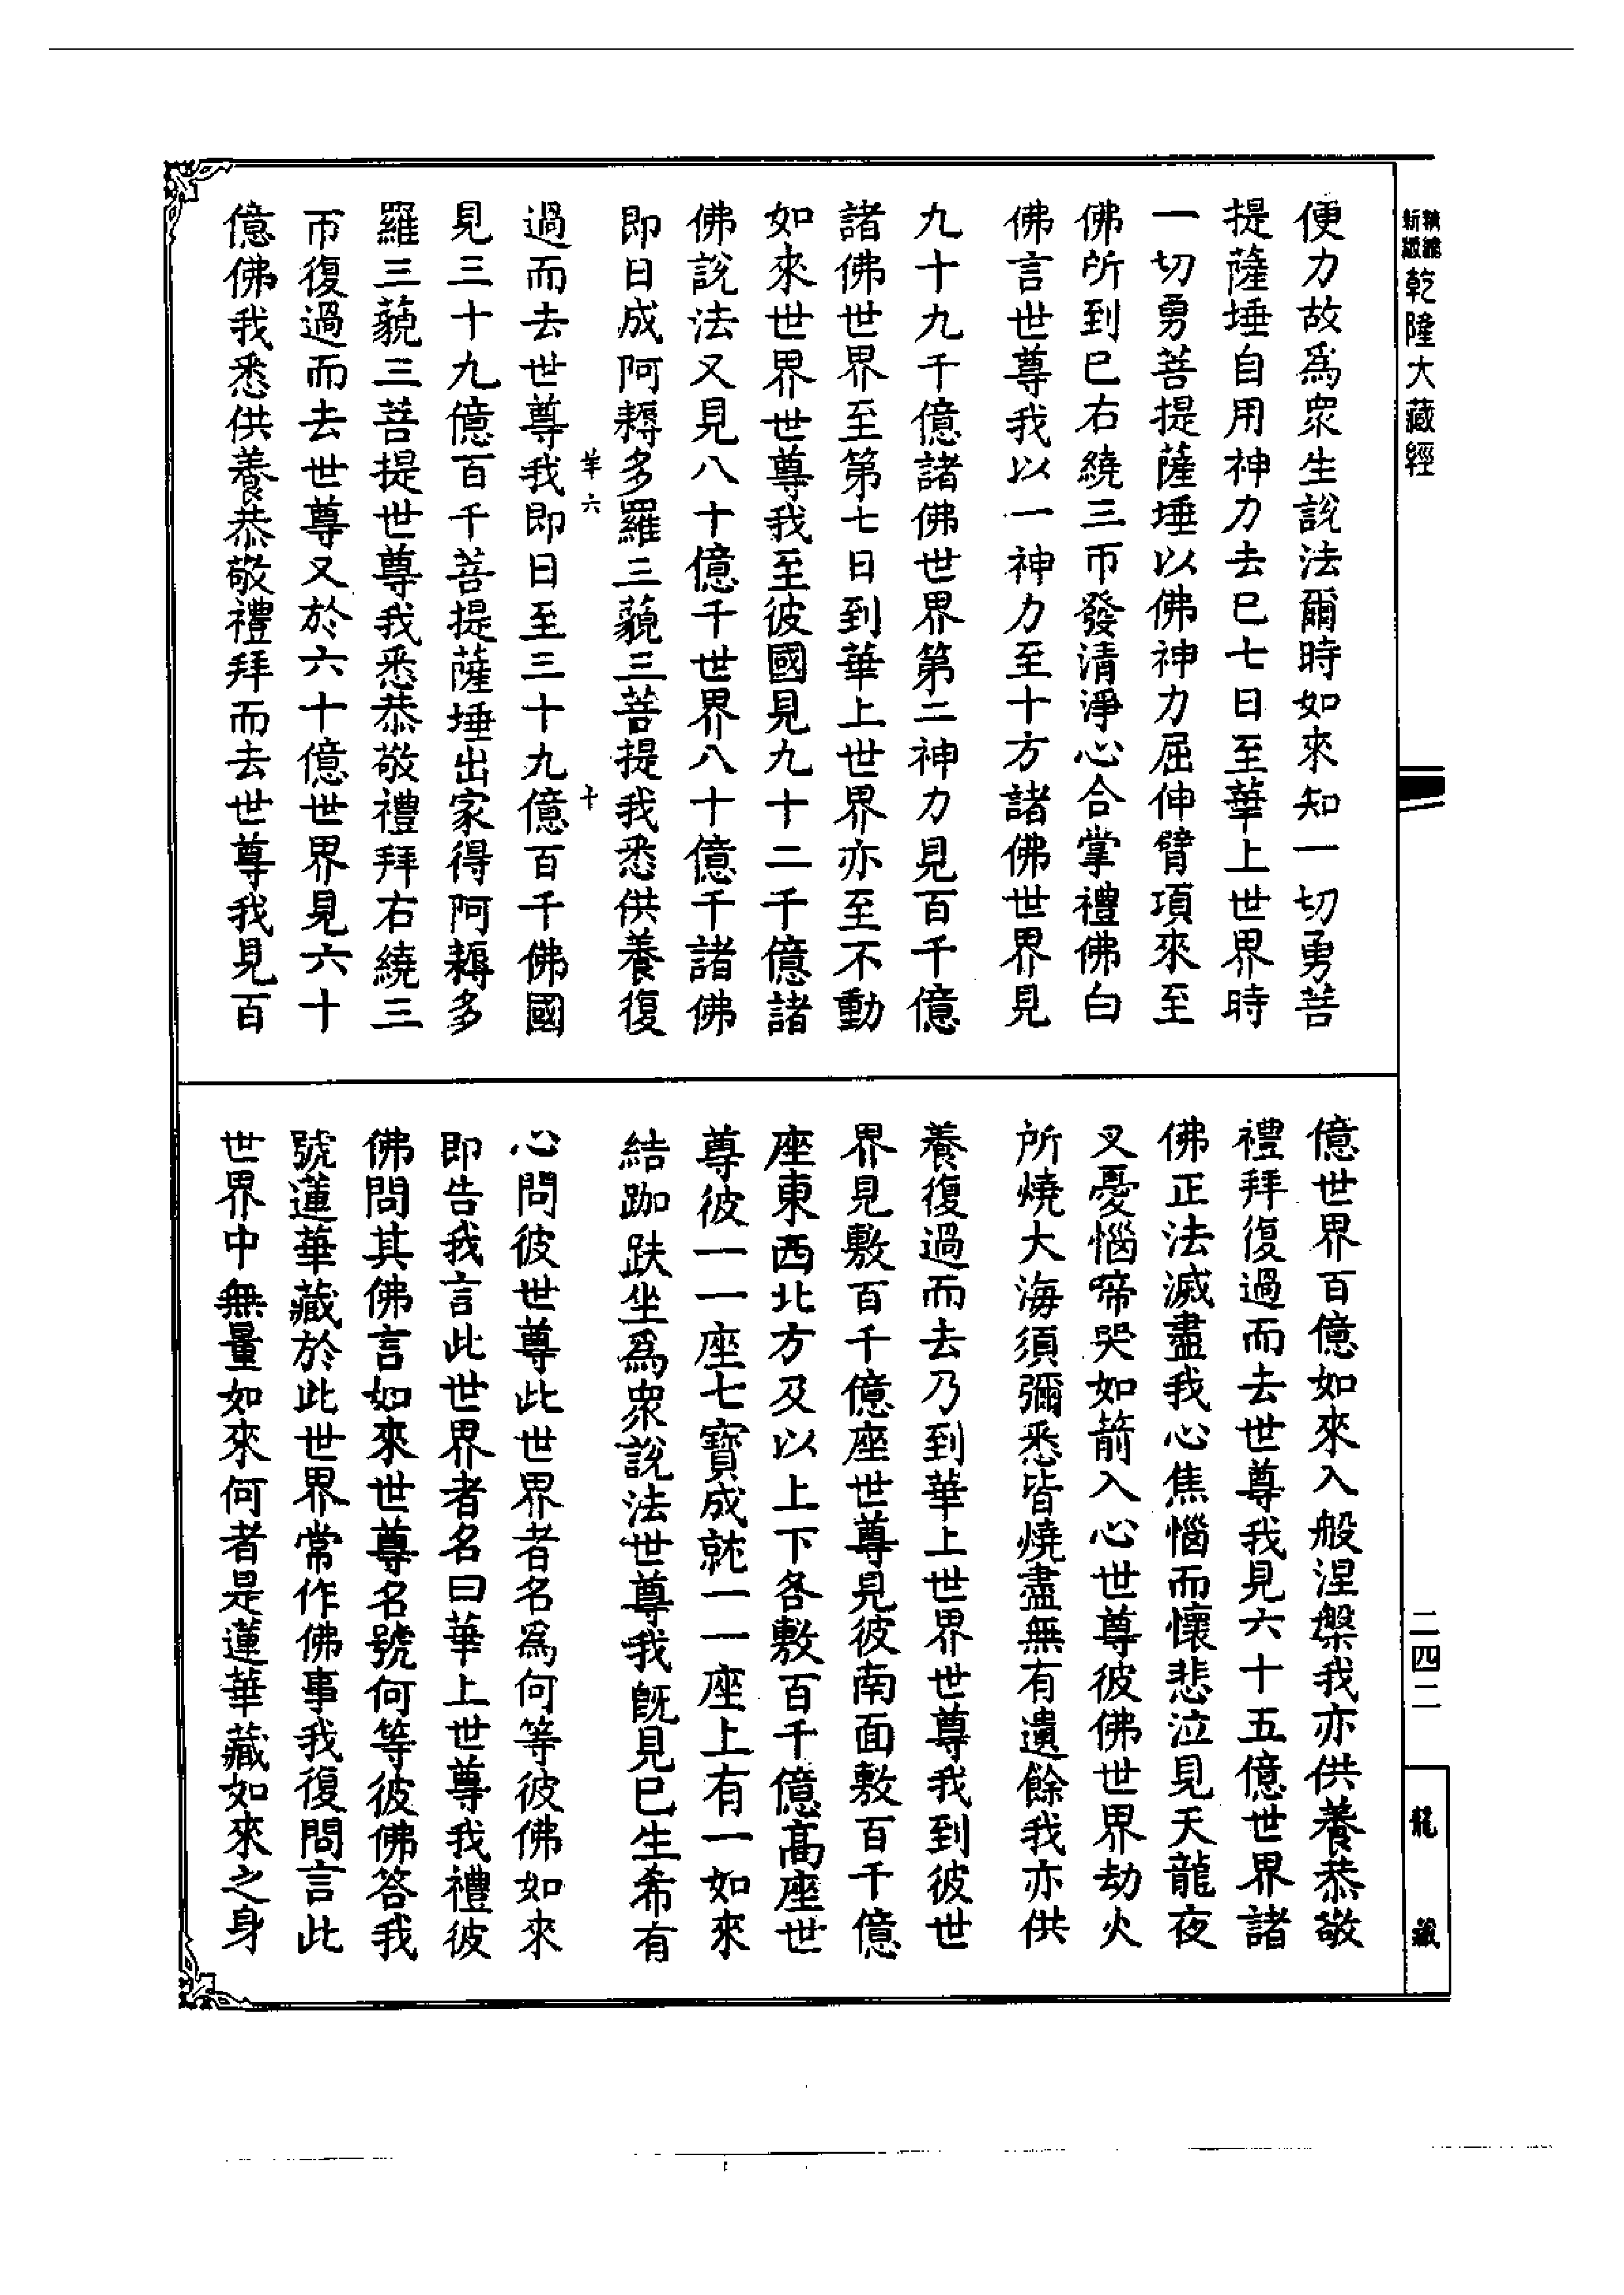 新版
精縮
乾隆大藏經
便力故爲衆生說法爾時如來知一切勇菩
提薩埵自用神力去已七日至華上世界時
一切勇菩提薩埵以佛神力屈伸臂項來至
佛所到已右繞三帀發清淨心合掌禮佛白
佛言世尊我以一神力至十方諸佛世界見
九十九千億諸佛世界第二神力見百千億
諸佛世界至第七日到華上世界亦至不動
如來世界世尊我至彼國見九十二千億諸
佛說法又見八十億千世界八十億千諸佛
即日成阿耨多羅三藐三菩提我悉供養復
華六
十
過而去世尊我即日至三十九億百千佛國
見三十九億百千菩提薩埵出家得阿耨多
羅三藐三菩提世尊我悉恭敬禮拜右繞三
帀復過而去世尊又於六十億世界見六十
億佛我悉供養恭敬禮拜而去世尊我見百
億世界百億如來入般涅槃我亦供養恭敬
禮拜復過而去世尊我見六十五億世界諸
佛正法滅盡我心焦惱而懷悲泣見天龍夜
叉憂惱啼哭如箭入心世尊彼佛世界劫火
所燒大海須彌悉皆燒盡無有遺餘我亦供
養復過而去乃到華上世界世尊我到彼世
界見敷百千億座世尊見彼南面敷百千億
座東西北方及以上下各敷百千億高座世
尊彼一一座七寶成就一一座上有一如來
結跏趺坐爲衆說法世尊我旣見已生希有
心問彼世尊此世界者名爲何等彼佛如來
即告我言此世界者名曰華上世尊我禮彼
佛問其佛言如來世尊名號何等彼佛答我
號蓮華藏於此世界常作佛事我復問言此
世界中無量如來何者是蓮華藏如來之身
二四二
龍藏